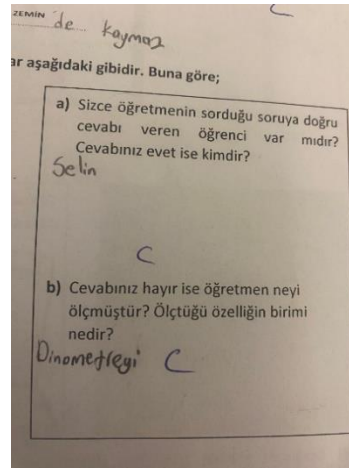 ZEMİN de kaymaz
ar aşağıdaki gibidir. Buna göre;
a) Sizce öğretmenin sorduğu soruya doğru
cevabı veren öğrenci var mıdır?
Cevabınız evet ise kimdir?
Selin
C
b) Cevabınız hayır ise öğretmen neyi
ölçmüştür? Ölçtüğü özelliğin birimi
nedir?
Dinometreyi C